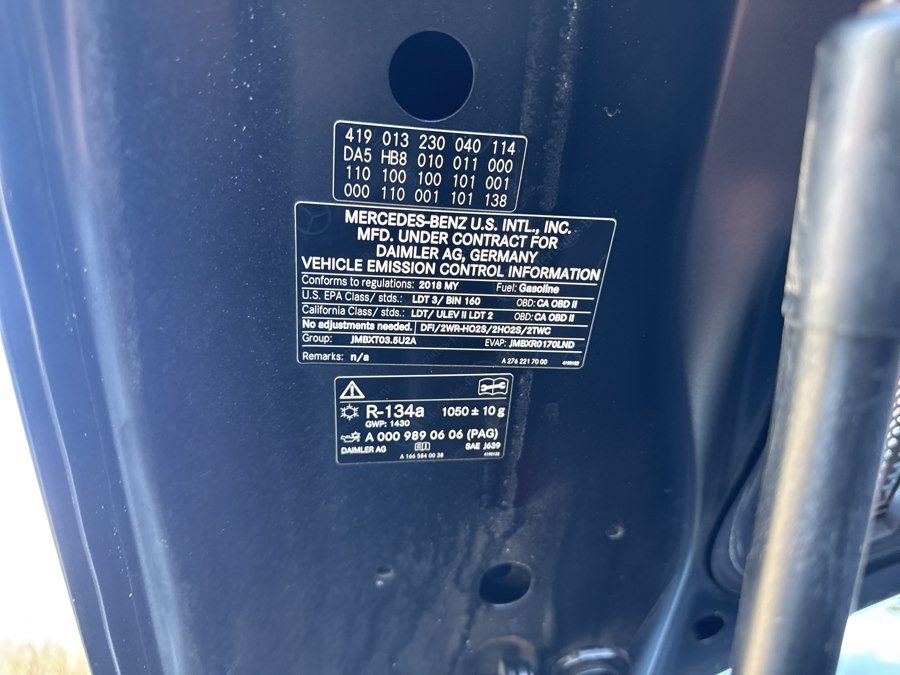 419 013 230 040 114
DA5 HB8 010 011 000
110 100 100 101 001
000 110 001 101 138
MERCEDES-BENZ U.S. INTL., INC.
MFD. UNDER CONTRACT FOR
DAIMLER AG, GERMANY
VEHICLE EMISSION CONTROL INFORMATION
Conforms to regulations: 2018 MY Fuel: Gasoline
U.S. EPA Class/ stds.: LDT 3/ BIN 160 OBD: CA OBD II
California Class/ stds.: LDT/ ULEV II LDT 2 OBD: CA OBD II
No adjustments needed. DFI/2WR-HO2S/2HO2S/2TWC
Group: JMBXT03.5U2A EVAP: JMBXR0170LND
Remarks: n/a A 276 221 70 00
R-134a 1050 ± 10 g
GWP: 1430
A 000 989 06 06 (PAG)
DAIMLER AG SAE J639
A 166 584 00 38